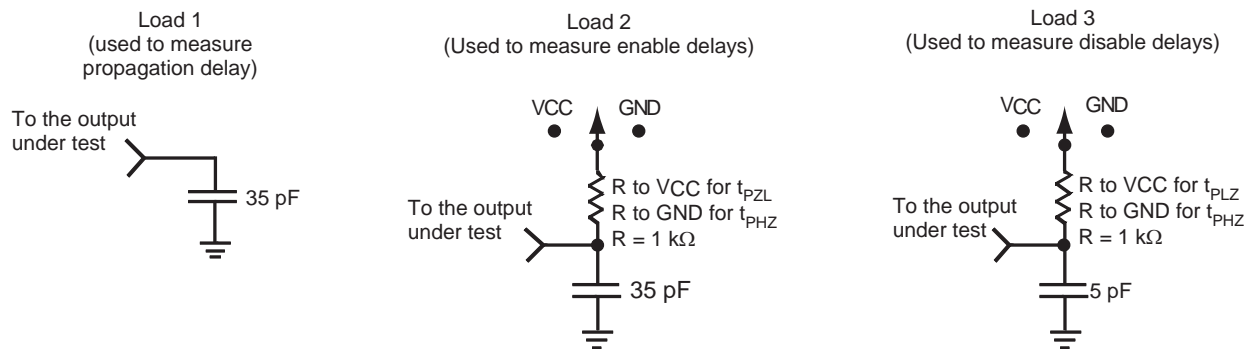 Load 1
(used to measure
propagation delay)
To the output
under test
35 pF
Load 2
(Used to measure enable delays)
VCC
GND
R to VCC for tPZL
R to GND for tPHZ
R = 1 kΩ
To the output
under test
35 pF
Load 3
(Used to measure disable delays)
VCC
GND
R to VCC for tPLZ
R to GND for tPHZ
R = 1 kΩ
To the output
under test
5 pF